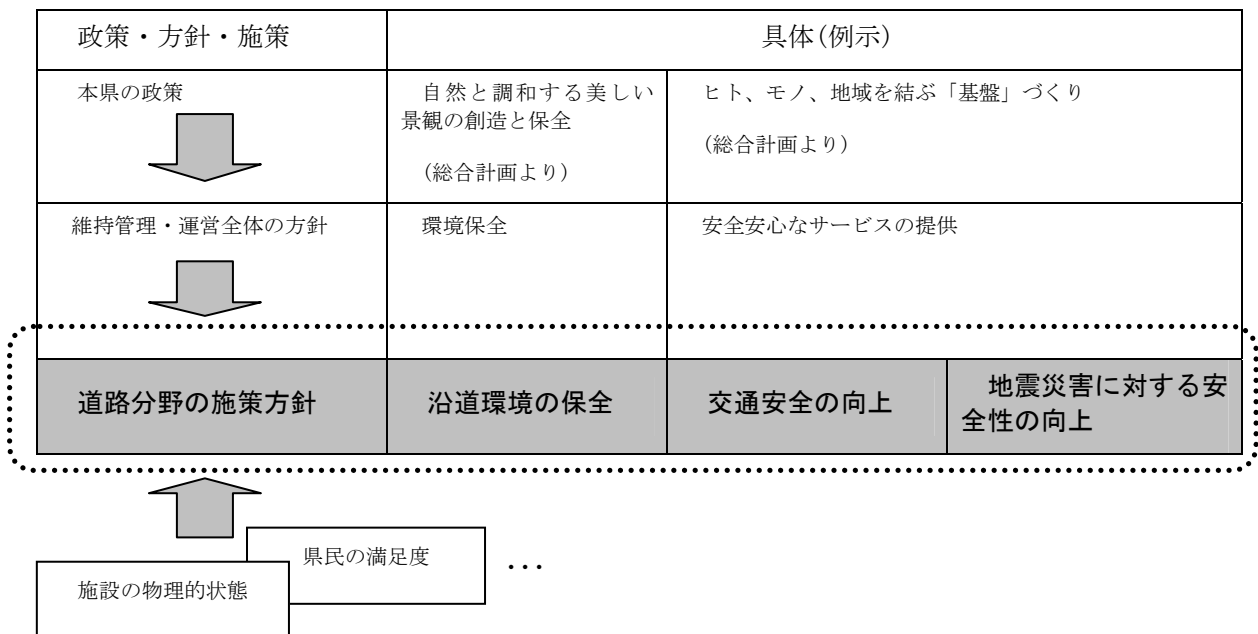 政策・方針・施策
具体(例示)
本県の政策
自然と調和する美しい
景観の創造と保全
(総合計画より)
ヒト、モノ、地域を結ぶ「基盤」づくり
(総合計画より)
維持管理・運営全体の方針
環境保全
安全安心なサービスの提供
道路分野の施策方針
沿道環境の保全
交通安全の向上
地震災害に対する安
全性の向上
県民の満足度
・・・
施設の物理的状態